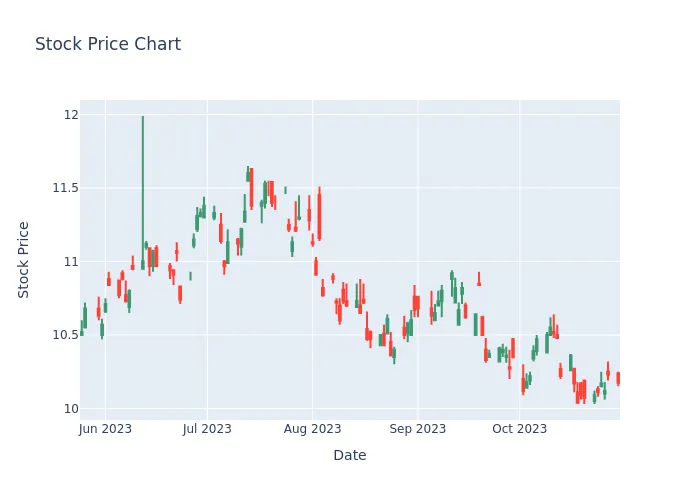 Stock Price Chart
Stock Price
12
11.5
11
10.5
10
Jun 2023
Jul 2023
Aug 2023
Sep 2023
Oct 2023
Date